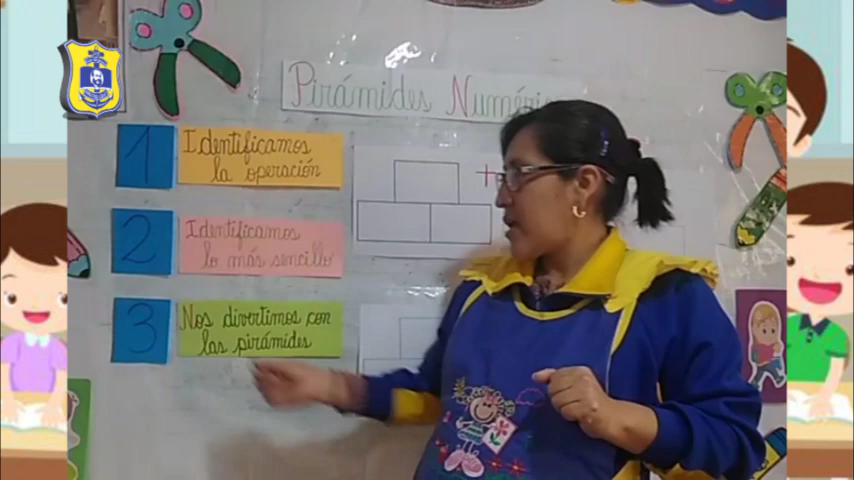 Pirámides Numéri
1
Identificamos
la operación
2
Identificamos
lo más sencillo
3
Nos divertimos con
las pirámides
+